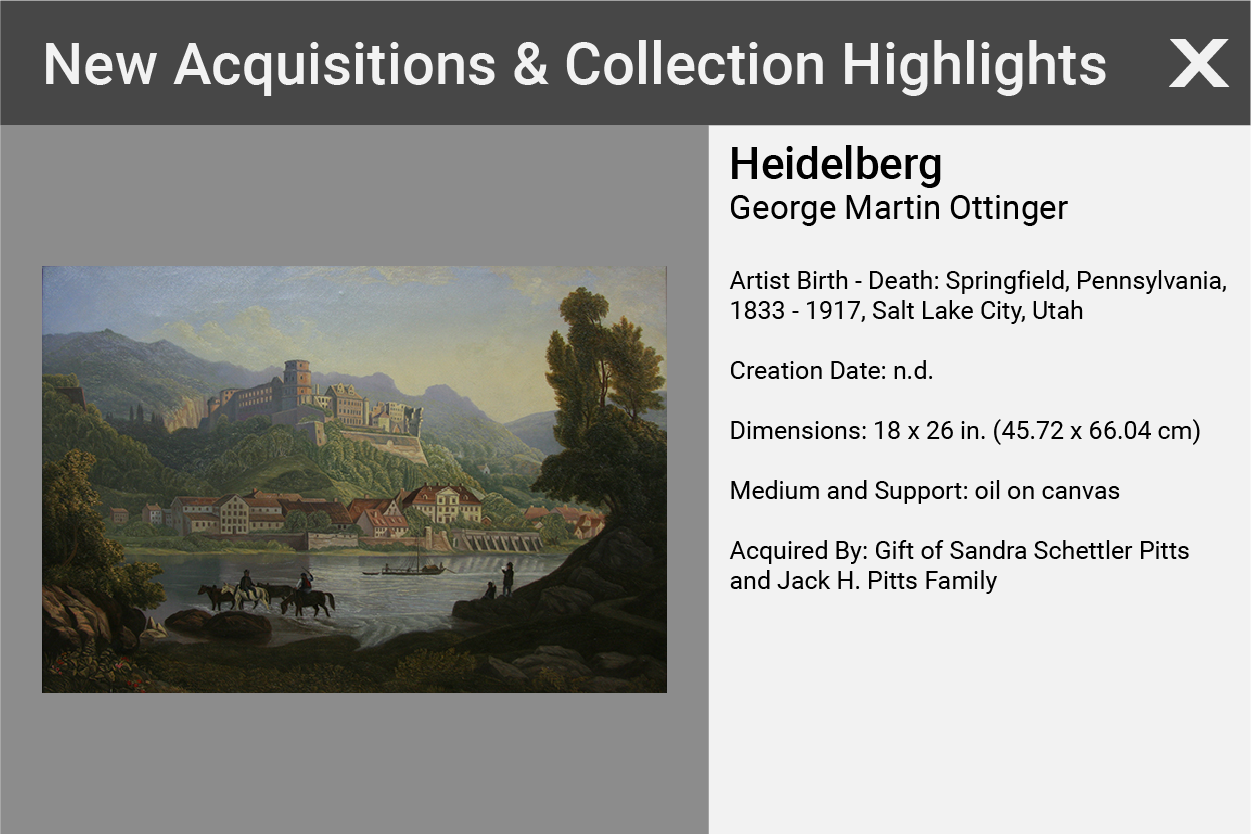 New Acquisitions & Collection Highlights X
Heidelberg
George Martin Ottinger
Artist Birth - Death: Springfield, Pennsylvania,
1833 - 1917, Salt Lake City, Utah
Creation Date: n.d.
Dimensions: 18 x 26 in. (45.72 x 66.04 cm)
Medium and Support: oil on canvas
Acquired By: Gift of Sandra Schettler Pitts
and Jack H. Pitts Family